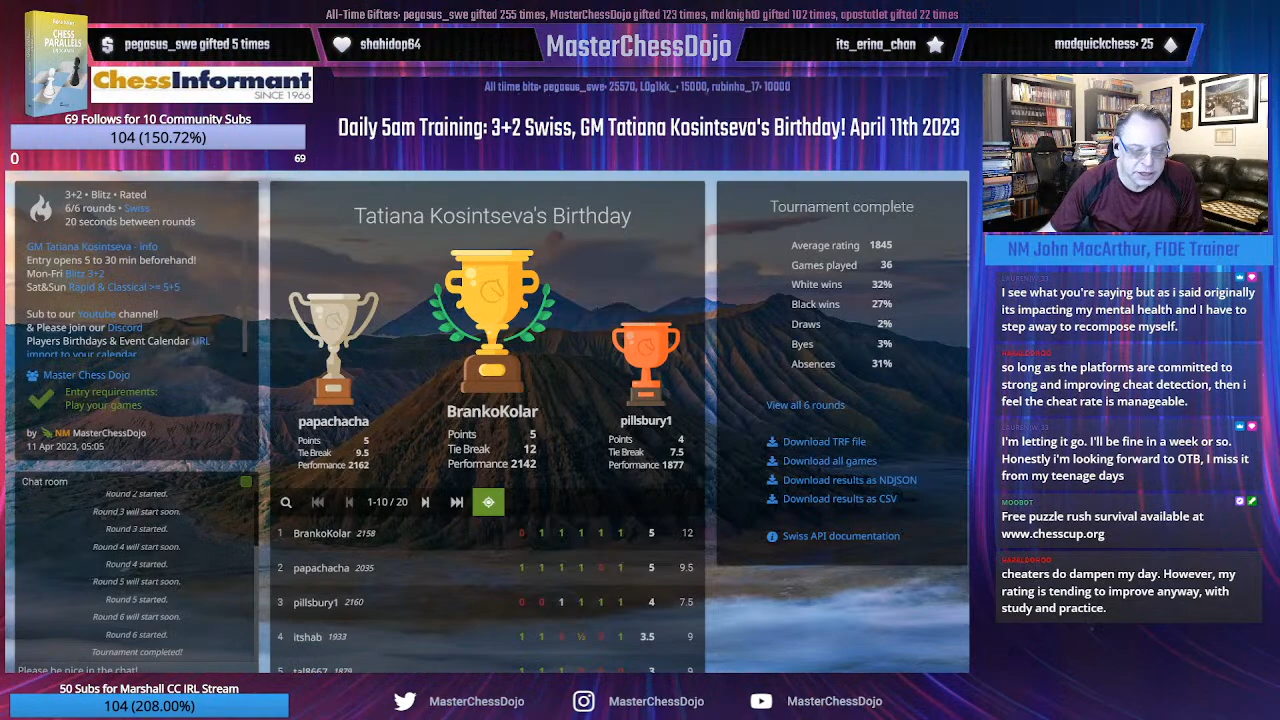 All-Time Gifters: pegasus_swe gifted 255 times, MasterChessDojo gifted 123 times, mdknight0 gifted 102 times, apostotlet gifted 22 times
CHESS
PARALLELS
$ pegasus_swe gifted 5 times
shahidap64
MasterChessDojo
its_erina_chan
madquickchess: 25
ChessInformant
SINCE 1966
All tiime bits: pegasus_swe: 25570, L0g1kk_: 15000, rubinho_17: 10000
69 Follows for 10 Community Subs
104 (150.72%)
0
69
Daily 5am Training: 3+2 Swiss, GM Tatiana Kosintseva's Birthday! April 11th 2023
3+2 • Blitz • Rated
6/6 rounds • Swiss
20 seconds between rounds
GM Tatiana Kosintseva - info
Entry opens 5 to 30 min beforehand!
Mon-Fri Blitz 3+2
Sat&Sun Rapid & Classical >= 5+5
Sub to our Youtube channel!
& Please join our Discord
Players Birthdays & Event Calendar URL
import to your calendar
Master Chess Dojo
Entry requirements:
Play your games
by NM MasterChessDojo
11 Apr 2023, 05:05
Chat room
Round 2 started.
Round 3 will start soon.
Round 3 started.
Round 4 will start soon.
Round 4 started.
Round 5 will start soon.
Round 5 started.
Round 6 will start soon.
Round 6 started.
Tournament completed!
Please be nice in the chat!
Tatiana Kosintseva's Birthday
papachacha
Points 5
Tie Break 9.5
Performance 2162
BrankoKolar
Points 5
Tie Break 12
Performance 2142
pillsbury1
Points 4
Tie Break 7.5
Performance 1877
1-10 / 20
1 BrankoKolar 2158 0 1 1 1 1 1 5 12
2 papachacha 2035 1 1 1 1 0 1 5 9.5
3 pillsbury1 2160 0 0 1 1 1 1 4 7.5
4 itshab 1933 1 1 0 ½ 0 1 3.5 9
5 tal8667 1879 1 1 3 9
Tournament complete
Average rating 1845
Games played 36
White wins 32%
Black wins 27%
Draws 2%
Byes 3%
Absences 31%
View all 6 rounds
Download TRF file
Download all games
Download results as NDJSON
Download results as CSV
Swiss API documentation
NM John MacArthur, FIDE Trainer
I see what you're saying but as i said originally
its impacting my mental health and I have to
step away to recompose myself.
so long as the platforms are committed to
strong and improving cheat detection, then i
feel the cheat rate is manageable.
I'm letting it go. I'll be fine in a week or so.
Honestly i'm looking forward to OTB, I miss it
from my teenage days
MODBOT
Free puzzle rush survival available at
www.chesscup.org
cheaters do dampen my day. However, my
rating is tending to improve anyway, with
study and practice.
50 Subs for Marshall CC IRL Stream
104 (208.00%)
MasterChessDojo
MasterChessDojo
MasterChessDojo